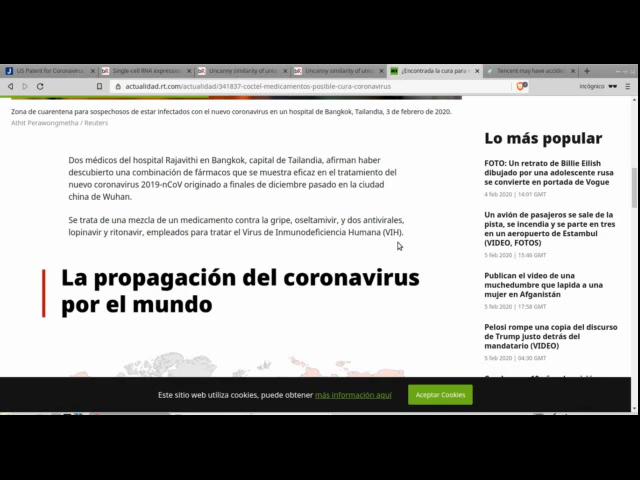 US Patent for Coronavirus,
Single-cell RNA expression
Uncanny similarity of uniq
Uncanny similarity of uniq
¿Encontrada la cura para
Tencent may have accident
actualidad.rt.com/actualidad/341837-coctel-medicamentos-posible-cura-coronavirus
Incógnito
Zona de cuarentena para sospechosos de estar infectados con el nuevo coronavirus en un hospital de Bangkok, Tailandia, 3 de febrero de 2020.
Athit Perawongmetha / Reuters
Dos médicos del hospital Rajavithi en Bangkok, capital de Tailandia, afirman haber
descubierto una combinación de fármacos que se muestra eficaz en el tratamiento del
nuevo coronavirus 2019-nCoV originado a finales de diciembre pasado en la ciudad
china de Wuhan.
Se trata de una mezcla de un medicamento contra la gripe, oseltamivir, y dos antivirales,
lopinavir y ritonavir, empleados para tratar el Virus de Inmunodeficiencia Humana (VIH).
La propagación del coronavirus
por el mundo
Lo más popular
FOTO: Un retrato de Billie Eilish
dibujado por una adolescente rusa
se convierte en portada de Vogue
4 feb 2020 | 14:01 GMT
Un avión de pasajeros se sale de la
pista, se incendia y se parte en tres
en un aeropuerto de Estambul
(VIDEO, FOTOS)
5 feb 2020 | 15:46 GMT
Publican el video de una
muchedumbre que lapida a una
mujer en Afganistán
5 feb 2020 | 17:58 GMT
Pelosi rompe una copia del discurso
de Trump justo detrás del
mandatario (VIDEO)
5 feb 2020 | 04:30 GMT
Este sitio web utiliza cookies, puede obtener más información aquí
Aceptar Cookies